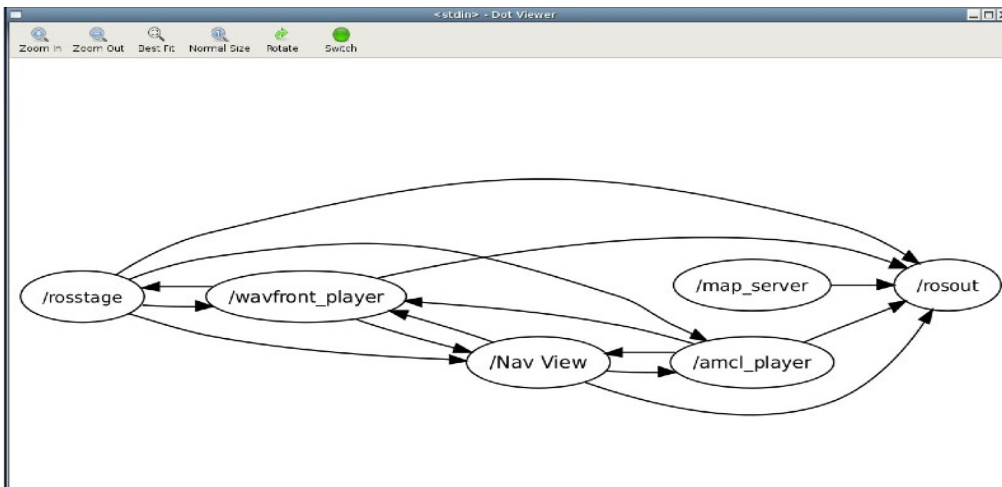 <stdin> - Dot Viewer
Zoom In Zoom Out Best Fit Normal Size Rotate Switch
/rosstage
/wavfront_player
/map_server
/rosout
/Nav View
/amcl_player